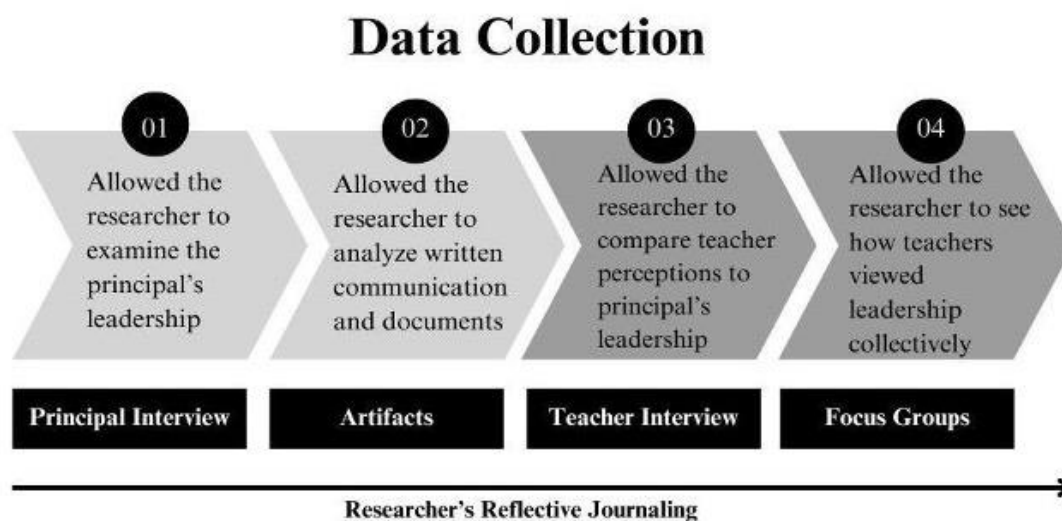 Data Collection
01
Allowed the
researcher to
examine the
principal's
leadership
02
Allowed the
researcher to
analyze written
communication
and documents
03
Allowed the
researcher to
compare teacher
perceptions to
principal's
leadership
04
Allowed the
researcher to see
how teachers
viewed
leadership
collectively
Principal Interview
Artifacts
Teacher Interview
Focus Groups
Researcher's Reflective Journaling